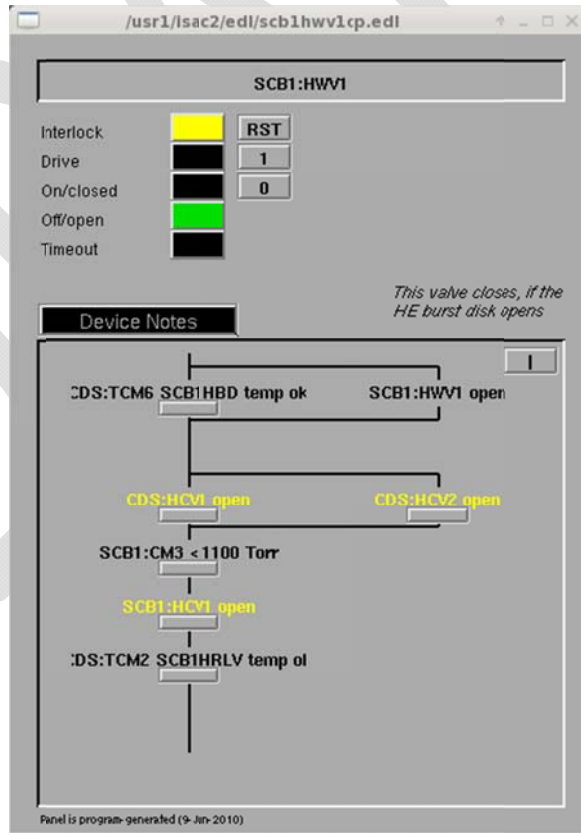 /usr1/isac2/edl/scb1hwv1cp.edl
SCB1:HWV1
Interlock RST
Drive 1
On/closed 0
Off/open
Timeout
This valve closes, if the
HE burst disk opens
Device Notes
I
CDS:TCM6 SCB1HBD temp ok SCB1:HWV1 open
CDS:HCV1 open CDS:HCV2 open
SCB1:CM3 <1100 Torr
SCB1:HCV1 open
:DS:TCM2 SCB1HRLV temp ol
Panel is program-generated (9-Jun-2010)